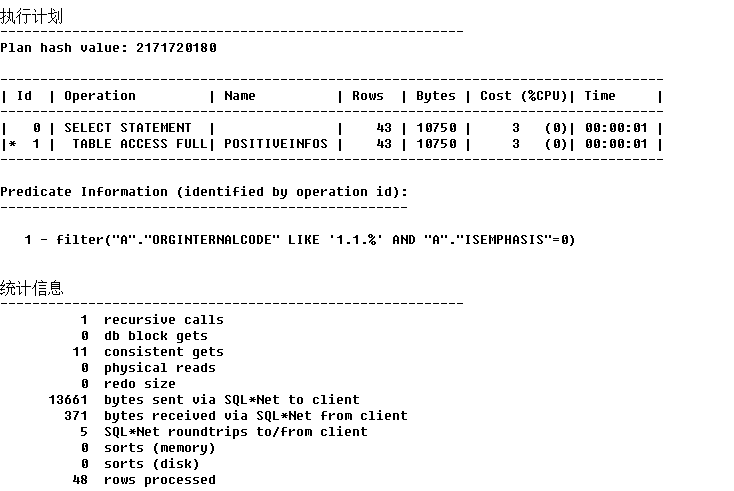 执行计划
----------------------------------------------------------
Plan hash value: 2171720180

---------------------------------------------------------------------------------
| Id  | Operation         | Name          | Rows  | Bytes | Cost (%CPU)| Time     |
---------------------------------------------------------------------------------
|   0 | SELECT STATEMENT  |               |    43 | 10750 |     3   (0)| 00:00:01 |
|*  1 |  TABLE ACCESS FULL| POSITIVEINFOS |    43 | 10750 |     3   (0)| 00:00:01 |
---------------------------------------------------------------------------------

Predicate Information (identified by operation id):
---------------------------------------------------

   1 - filter("A"."ORGINTERNALCODE" LIKE '1.1.%' AND "A"."ISEMPHASIS"=0)

统计信息
----------------------------------------------------------
          1  recursive calls
          0  db block gets
         11  consistent gets
          0  physical reads
          0  redo size
      13661  bytes sent via SQL*Net to client
        371  bytes received via SQL*Net from client
          5  SQL*Net roundtrips to/from client
          0  sorts (memory)
          0  sorts (disk)
         48  rows processed